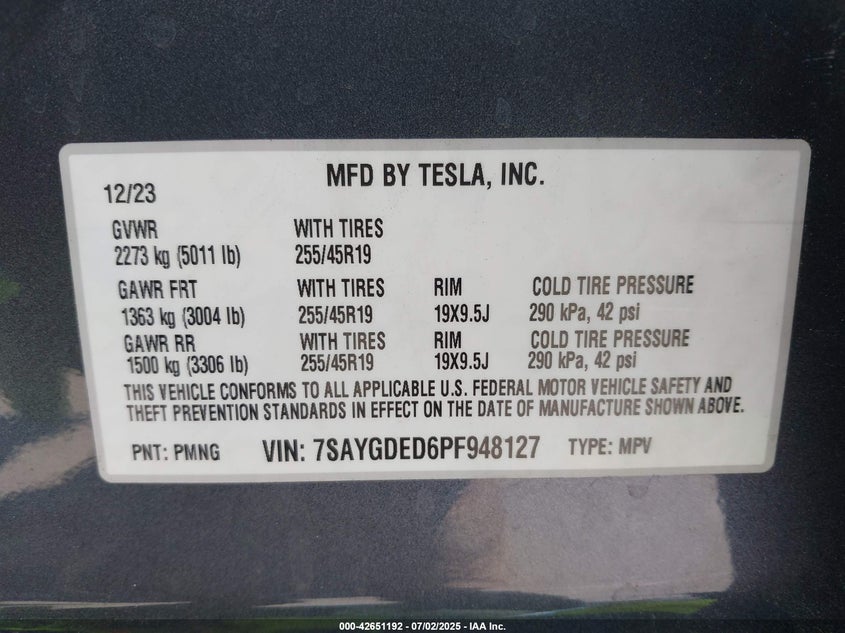 12/23
MFD BY TESLA, INC.
GVWR WITH TIRES
2273 kg (5011 lb) 255/45R19
GAWR FRT WITH TIRES RIM COLD TIRE PRESSURE
1363 kg (3004 lb) 255/45R19 19X9.5J 290 kPa, 42 psi
GAWR RR WITH TIRES RIM COLD TIRE PRESSURE
1500 kg (3306 lb) 255/45R19 19X9.5J 290 kPa, 42 psi
THIS VEHICLE CONFORMS TO ALL APPLICABLE U.S. FEDERAL MOTOR VEHICLE SAFETY AND
THEFT PREVENTION STANDARDS IN EFFECT ON THE DATE OF MANUFACTURE SHOWN ABOVE.
PNT: PMNG VIN: 7SAYGDED6PF948127 TYPE: MPV
000-42651192 - 07/02/2025 - IAA Inc.